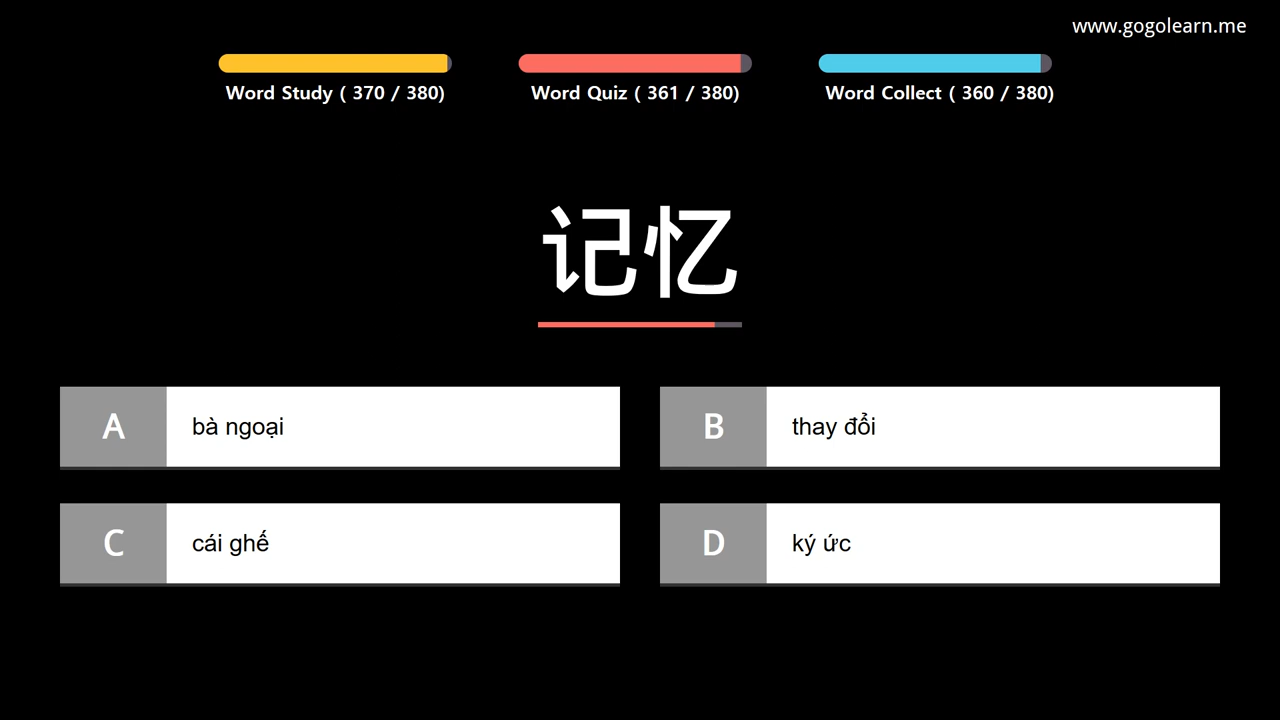 www.gogolearn.me
Word Study ( 370 / 380)
Word Quiz ( 361 / 380)
Word Collect ( 360 / 380)
记忆
A bà ngoại
B thay đổi
C cái ghế
D ký ức